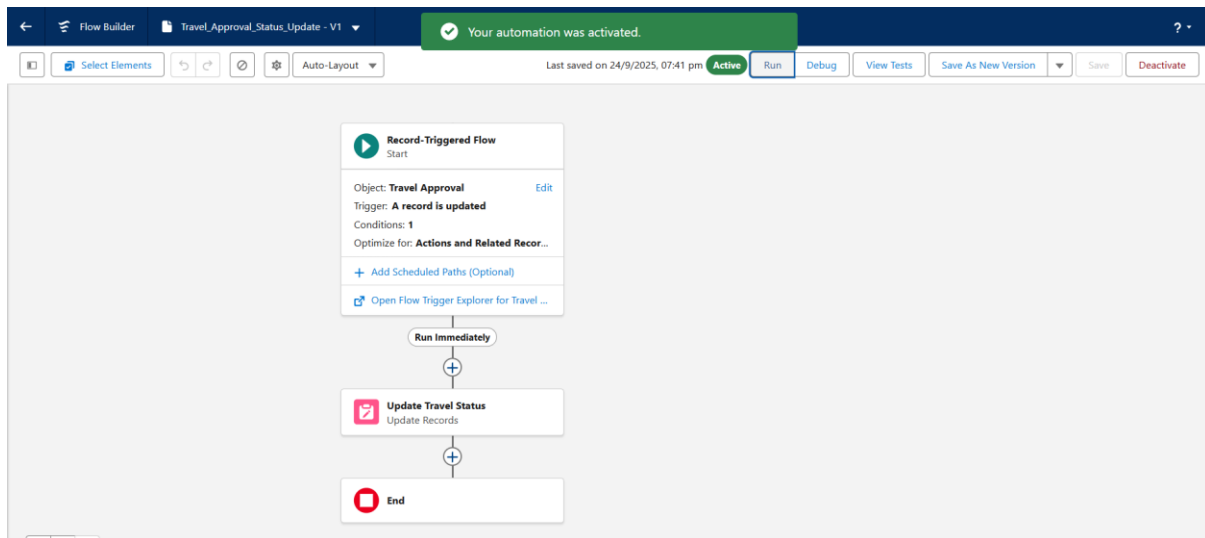 Flow Builder
Travel_Approval_Status_Update - V1
Your automation was activated.
?
Select Elements
Auto-Layout
Last saved on 24/9/2025, 07:41 pm
Active
Run
Debug
View Tests
Save As New Version
Save
Deactivate
Record-Triggered Flow
Start
Object: Travel Approval
Edit
Trigger: A record is updated
Conditions: 1
Optimize for: Actions and Related Recor...
+ Add Scheduled Paths (Optional)
Open Flow Trigger Explorer for Travel ...
Run Immediately
Update Travel Status
Update Records
End